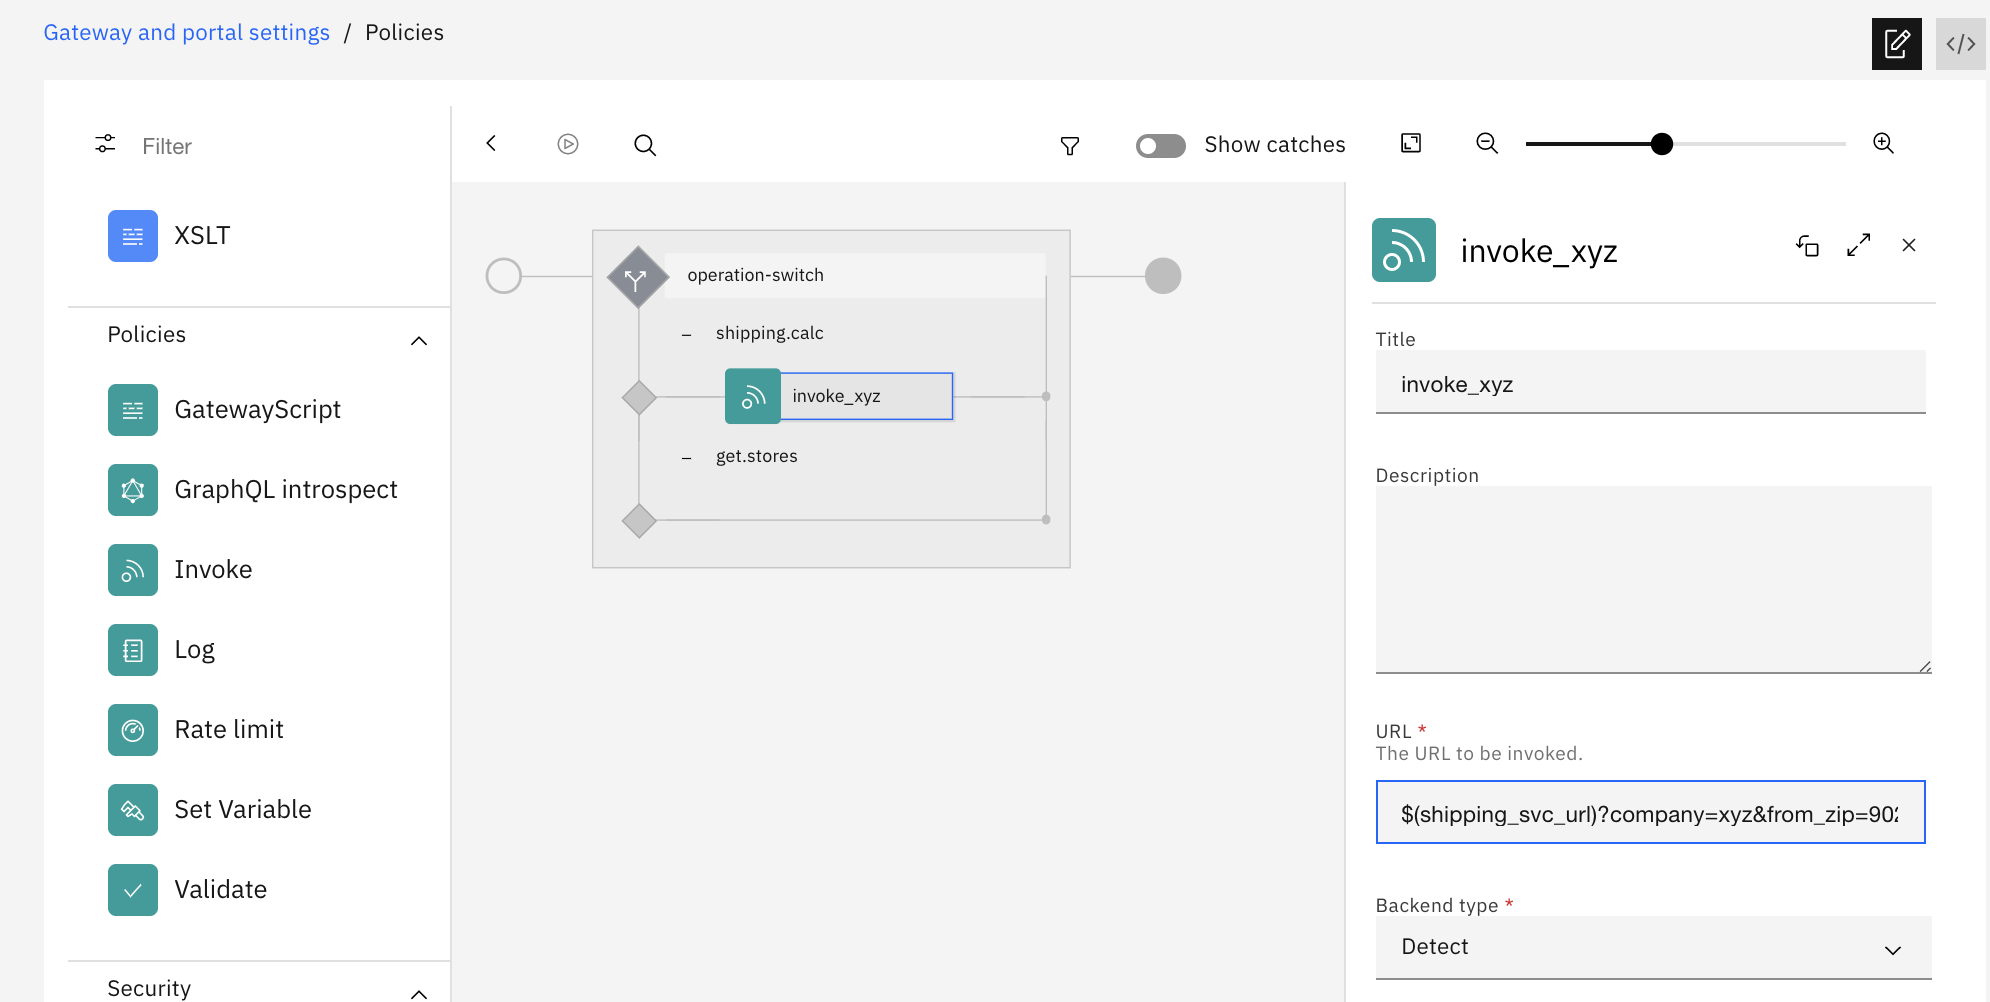 Gateway and portal settings / Policies
Filter
XSLT
Policies
GatewayScript
GraphQL introspect
Invoke
Log
Rate limit
Set Variable
Validate
Security
Show catches
operation-switch
– shipping.calc
invoke_xyz
– get.stores
invoke_xyz
Title
invoke_xyz
Description
URL *
The URL to be invoked.
$(shipping_svc_url)?company=xyz&from_zip=902
Backend type *
Detect